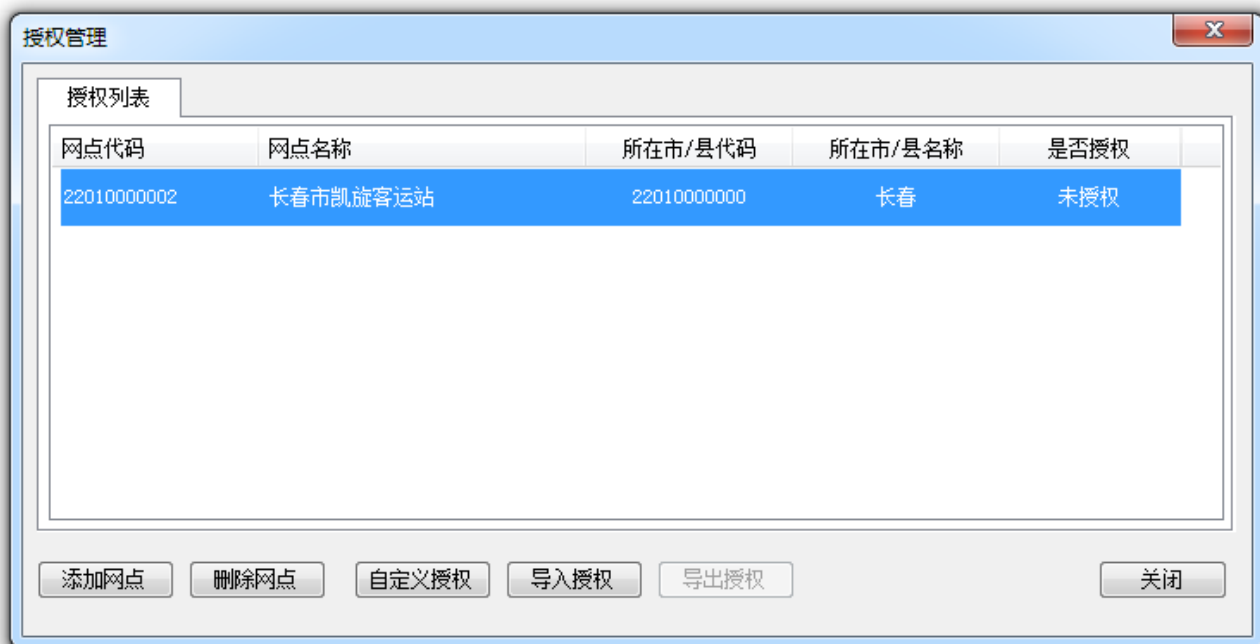 授权管理
授权列表
网点代码 网点名称 所在市/县代码 所在市/县名称 是否授权
22010000002 长春市凯旋客运站 22010000000 长春 未授权
添加网点 删除网点 自定义授权 导入授权 导出授权 关闭